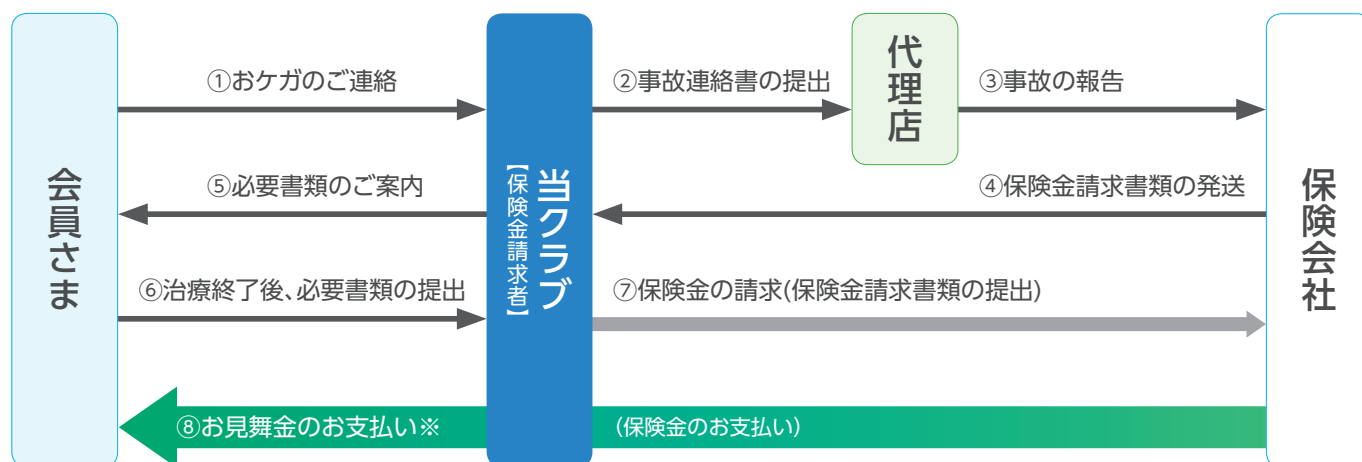 会員さま
当クラブ
【保険金請求者】
代理店
保険会社
①おケガのご連絡
②事故連絡書の提出
③事故の報告
④保険金請求書類の発送
⑤必要書類のご案内
⑥治療終了後、必要書類の提出
⑦保険金の請求(保険金請求書類の提出)
⑧お見舞金のお支払い※
(保険金のお支払い)